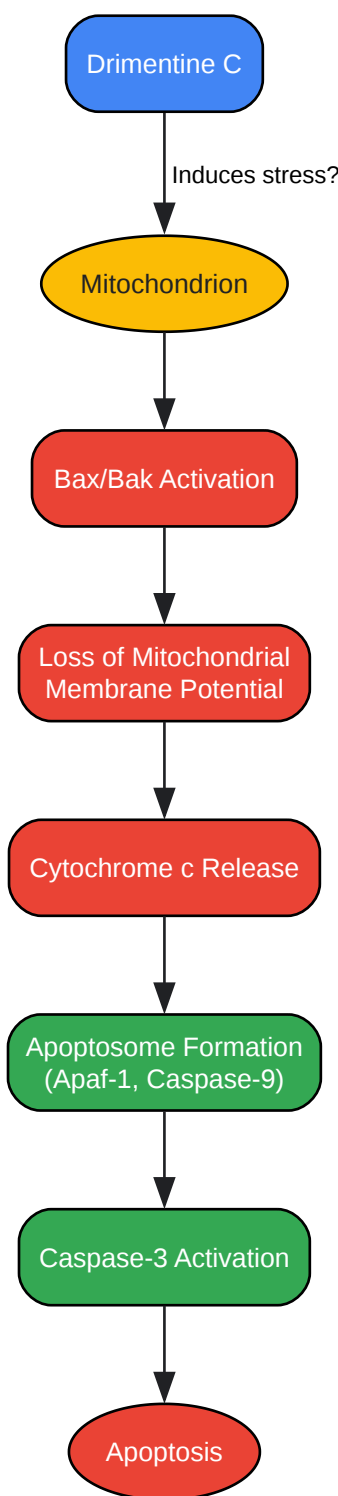 Drimentine C
Induces stress?
Mitochondrion
Bax/Bak Activation
Loss of Mitochondrial
Membrane Potential
Cytochrome c Release
Apoptosome Formation
(Apaf-1, Caspase-9)
Caspase-3 Activation
Apoptosis